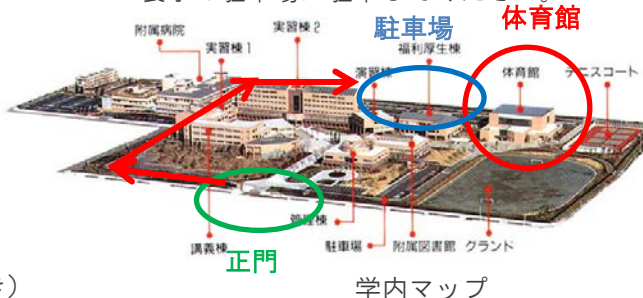 駐車場
体育館
附属病院
実習棟1
実習棟2
福利厚生棟
演習棟
体育館
テニスコート
講義棟
正門
管理棟
駐車場
附属図書館
グランド
学内マップ